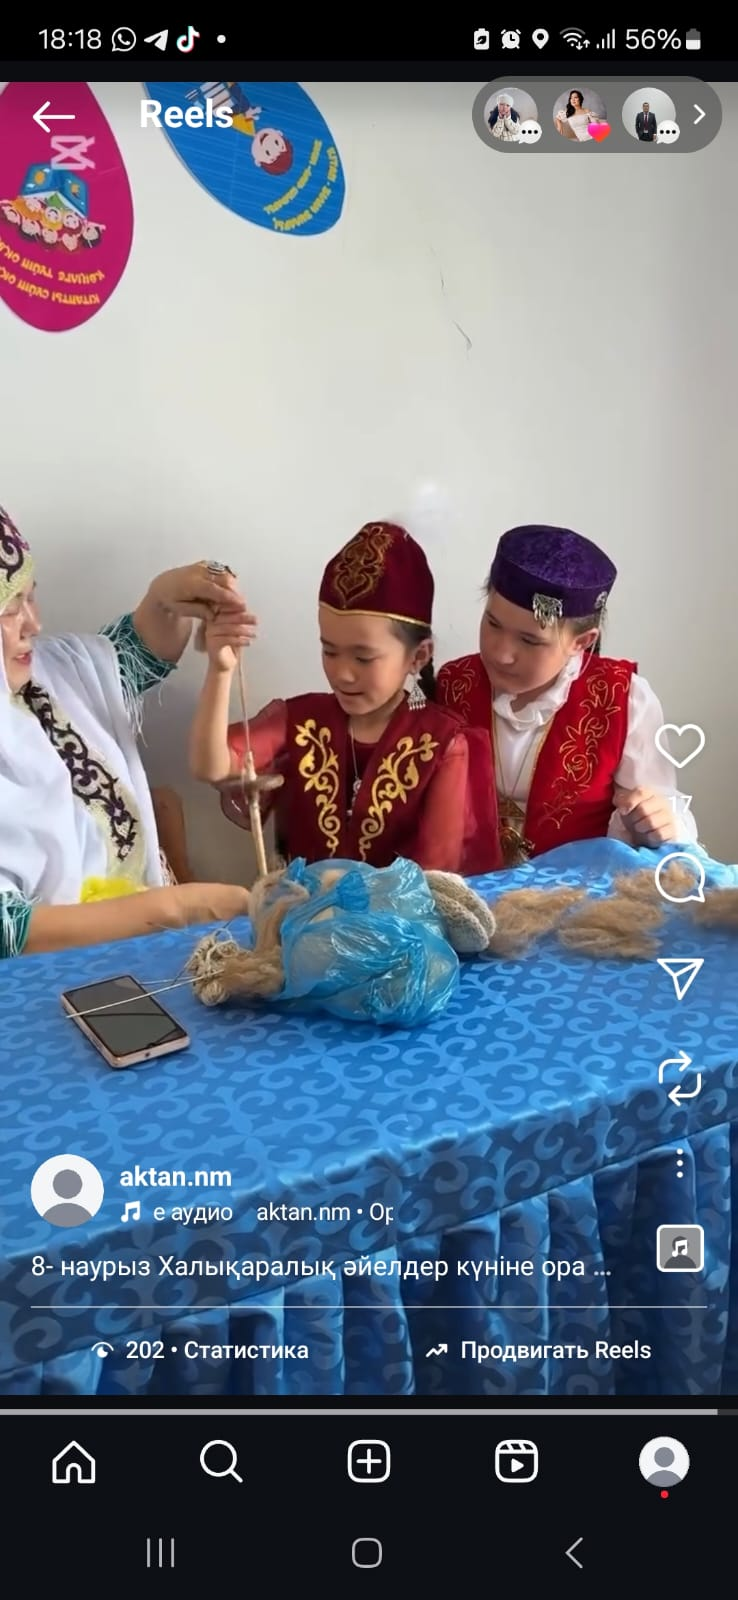 18:18
56%
Reels
aktan.nm
е аудио aktan.nm • Ор
8- наурыз Халықаралық әйелдер күніне ора ...
17
202 • Статистика
Продвигать Reels